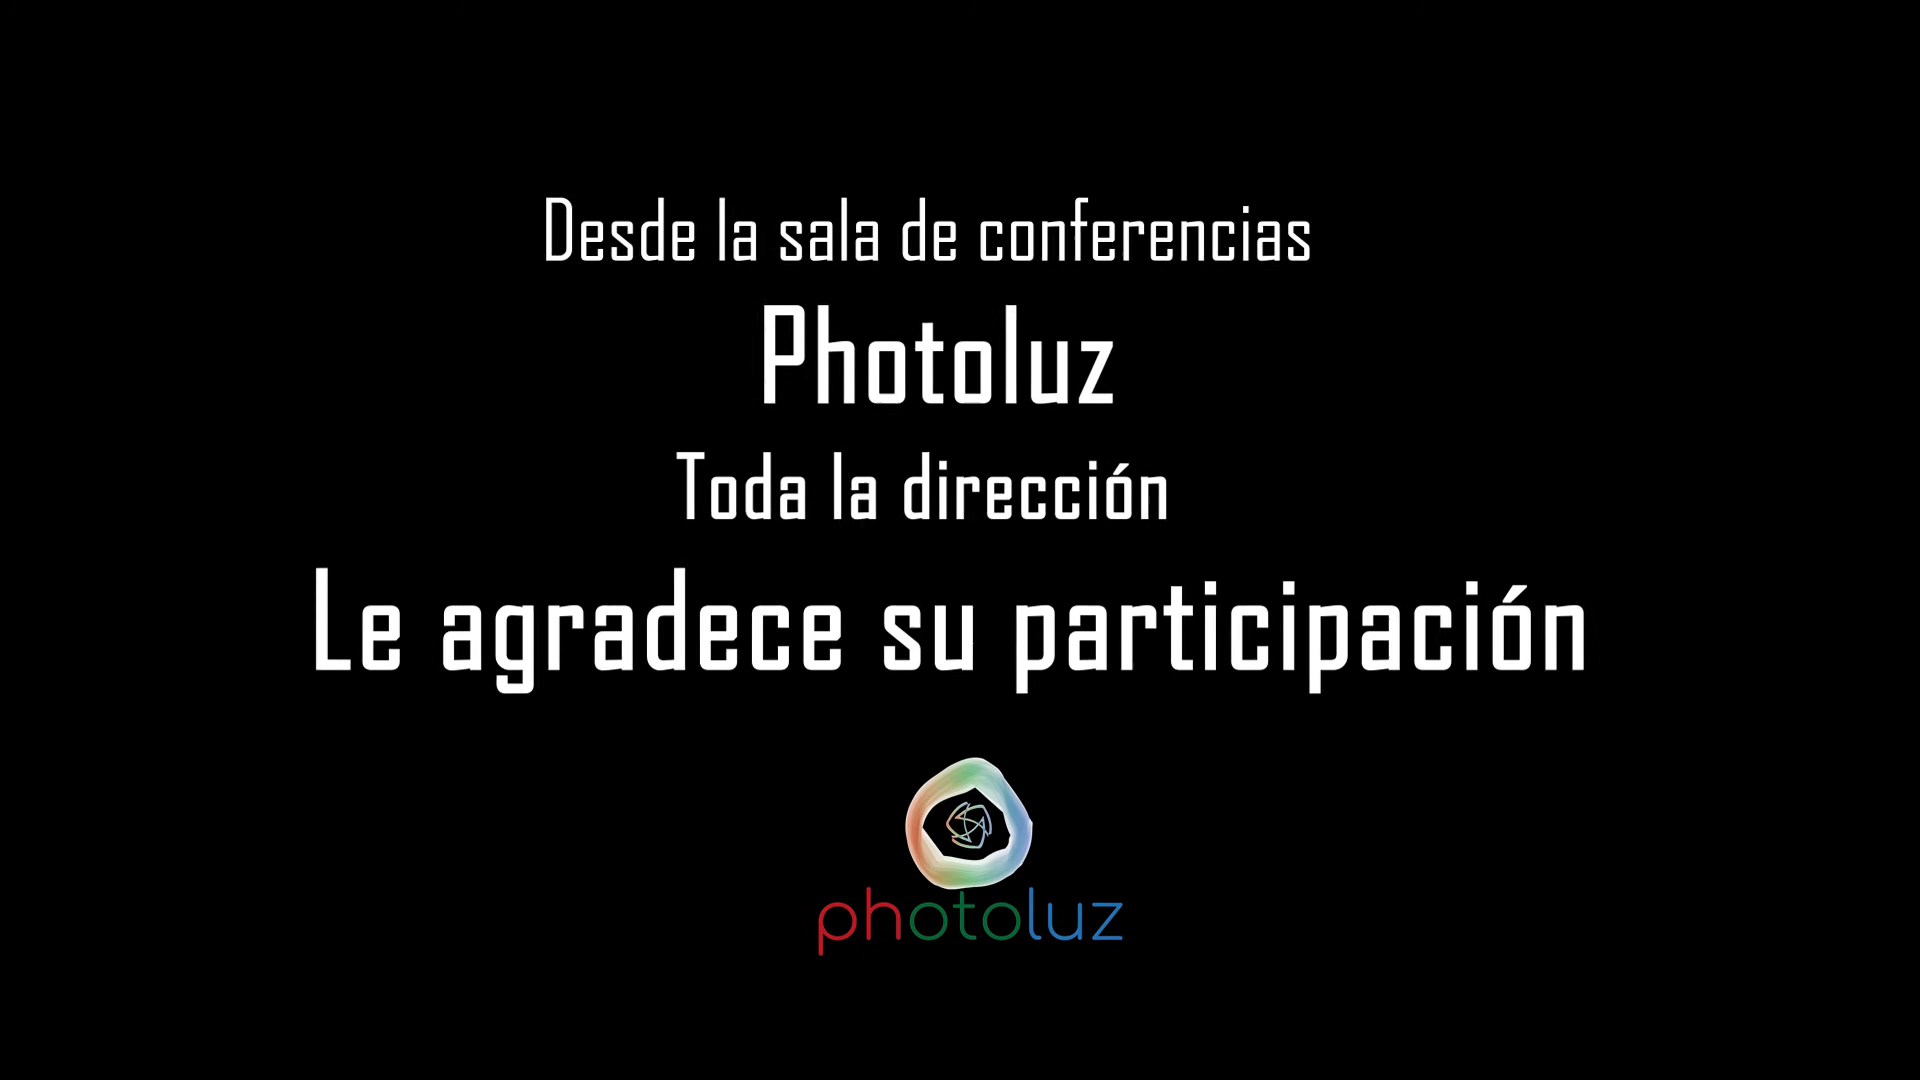 Desde la sala de conferencias
Photoluz
Toda la dirección
Le agradece su participación
photoluz